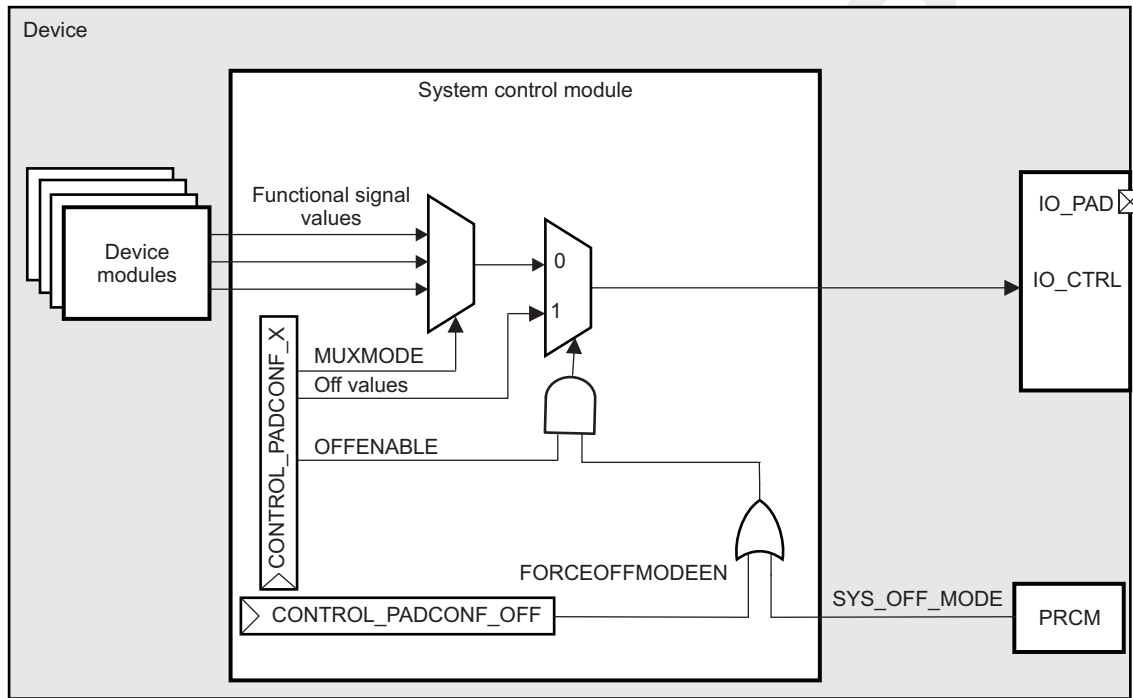 Device
System control module
Functional signal
values
Device
modules
IO_PAD
IO_CTRL
0
1
CONTROL_PADCONF_X
MUXMODE
Off values
OFFENABLE
FORCEOFFMODEEN
CONTROL_PADCONF_OFF
SYS_OFF_MODE
PRCM